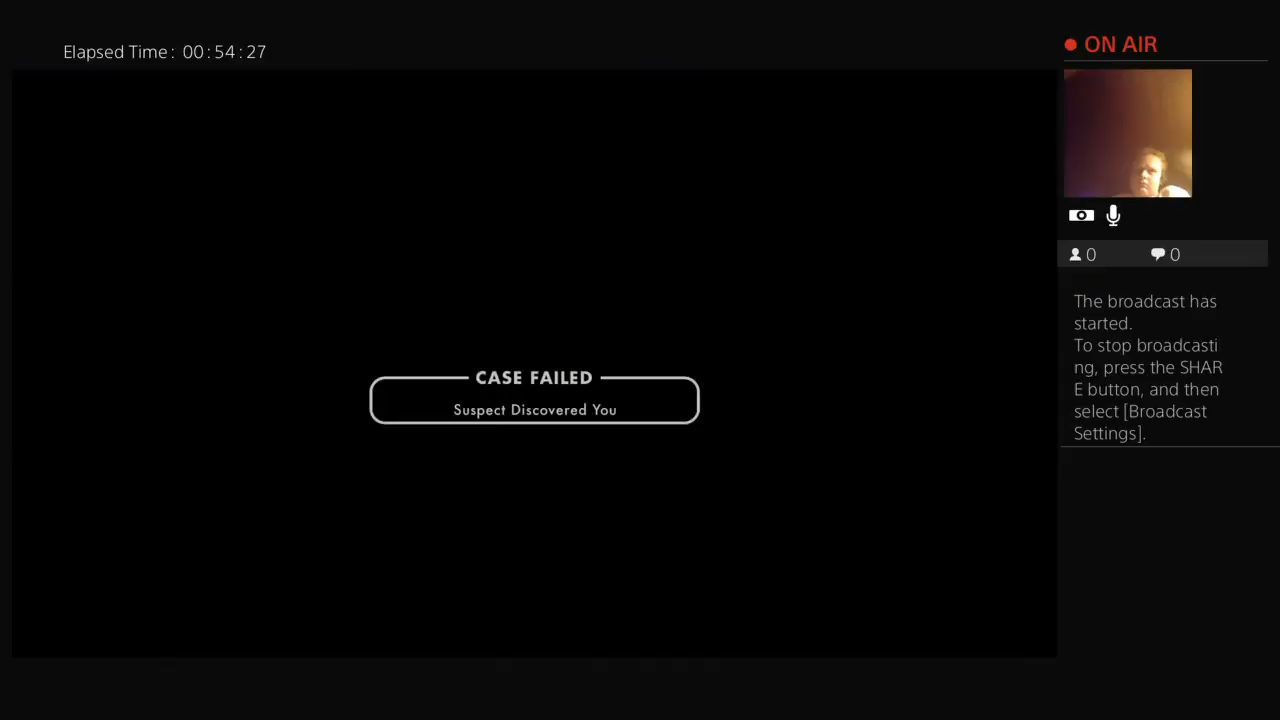 Elapsed Time: 00:54:27
ON AIR
0 0
The broadcast has
started.
To stop broadcasti
ng, press the SHAR
E button, and then
select [Broadcast
Settings].
CASE FAILED
Suspect Discovered You